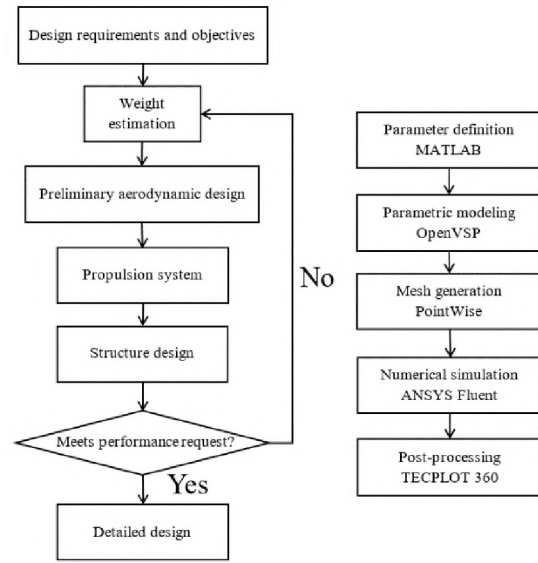 Design requirements and objectives
Weight
estimation
Preliminary aerodynamic design
Propulsion system
Structure design
Meets performance request?
No
Yes
Detailed design
Parameter definition
MATLAB
Parametric modeling
OpenVSP
Mesh generation
PointWise
Numerical simulation
ANSYS Fluent
Post-processing
TECPLOT 360